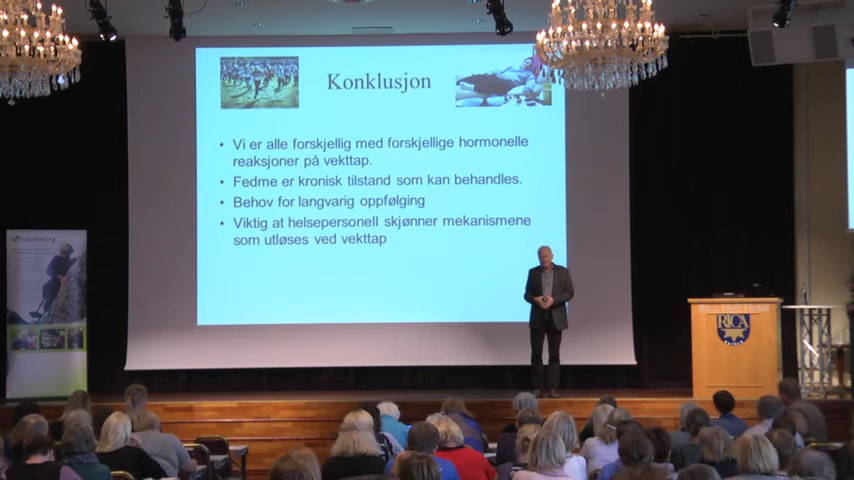 Konklusjon
• Vi er alle forskjellig med forskjellige hormonelle
reaksjoner på vekttap.
• Fedme er kronisk tilstand som kan behandles.
• Behov for langvarig oppfølging
• Viktig at helsepersonell skjønner mekanismene
som utløses ved vekttap
RICA